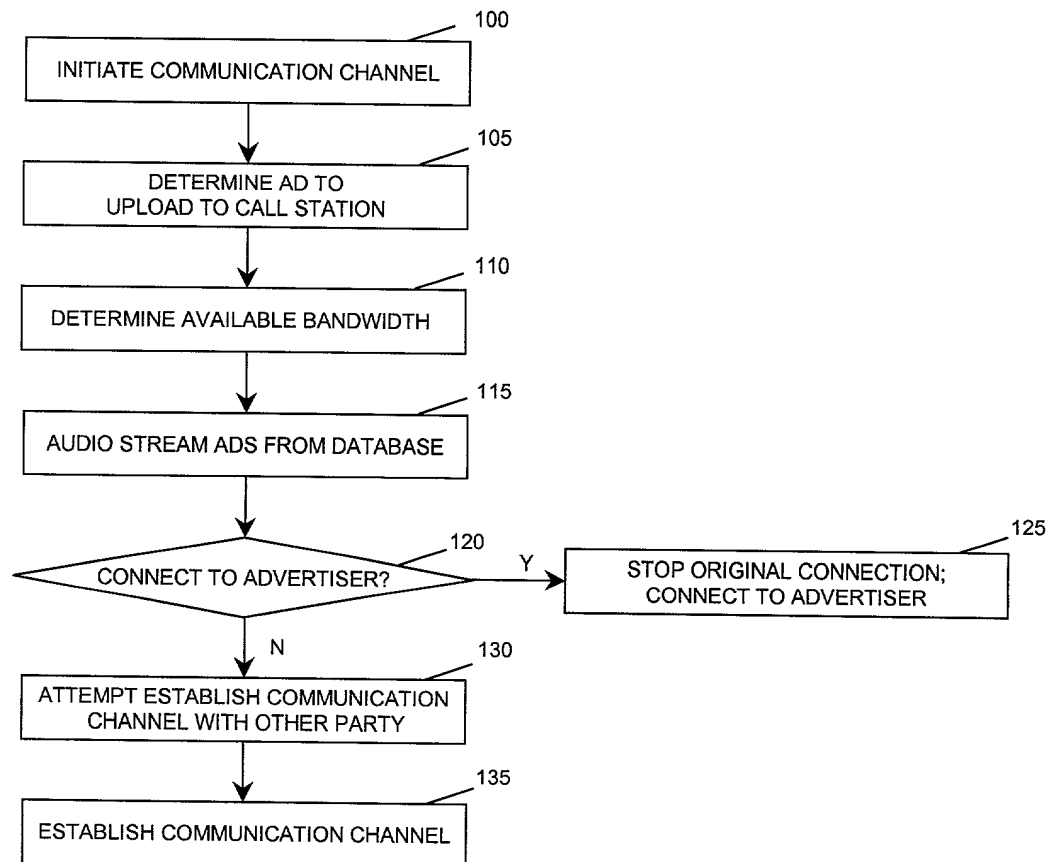 100
INITIATE COMMUNICATION CHANNEL
105
DETERMINE AD TO
UPLOAD TO CALL STATION
110
DETERMINE AVAILABLE BANDWIDTH
115
AUDIO STREAM ADS FROM DATABASE
120
CONNECT TO ADVERTISER?
Y
125
STOP ORIGINAL CONNECTION;
CONNECT TO ADVERTISER
N
130
ATTEMPT ESTABLISH COMMUNICATION
CHANNEL WITH OTHER PARTY
135
ESTABLISH COMMUNICATION CHANNEL